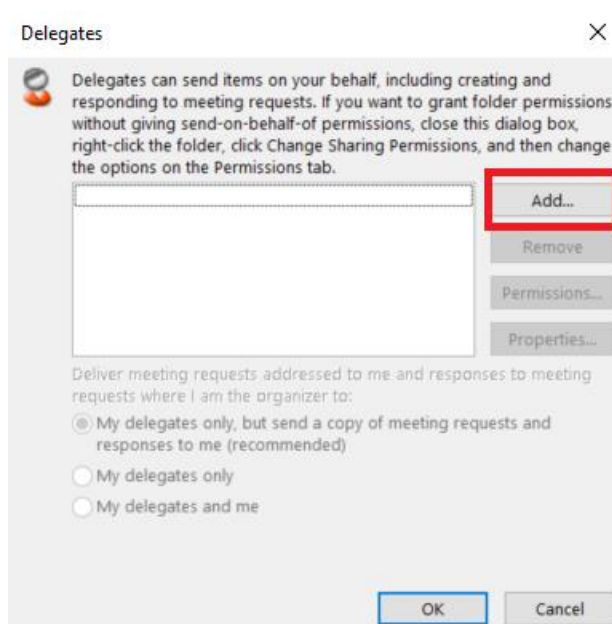 Delegates
Delegates can send items on your behalf, including creating and
responding to meeting requests. If you want to grant folder permissions
without giving send-on-behalf-of permissions, close this dialog box,
right-click the folder, click Change Sharing Permissions, and then change
the options on the Permissions tab.
Add...
Remove
Permissions...
Properties...
Deliver meeting requests addressed to me and responses to meeting
requests where I am the organizer to:
My delegates only, but send a copy of meeting requests and
responses to me (recommended)
My delegates only
My delegates and me
OK
Cancel